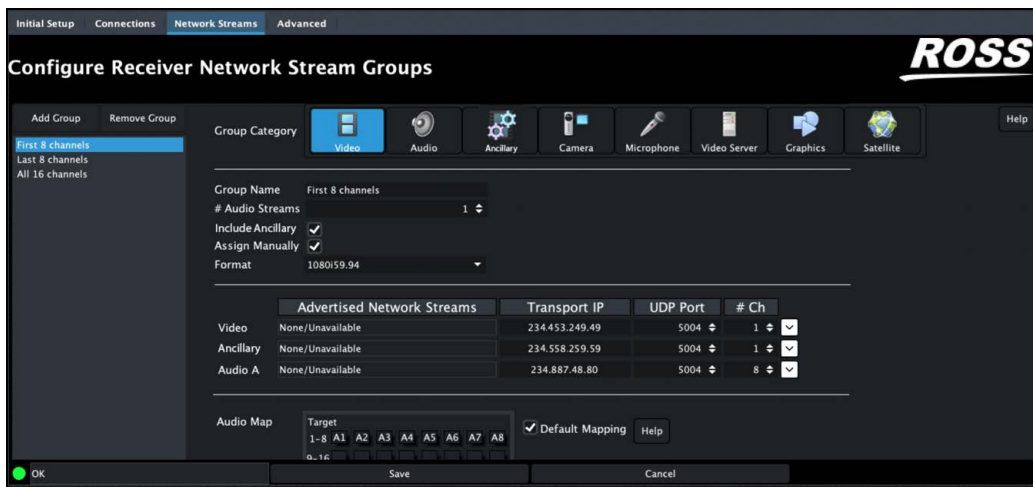 Initial Setup Connections Network Streams Advanced
Configure Receiver Network Stream Groups
ROSS
Add Group Remove Group
First 8 channels
Last 8 channels
All 16 channels
Group Category
Video Audio Ancillary Camera Microphone Video Server Graphics Satellite
Help
Group Name First 8 channels
# Audio Streams 1
Include Ancillary
Assign Manually
Format 1080i59.94
Advertised Network Streams Transport IP UDP Port # Ch
Video None/Unavailable 234.453.249.49 5004 1
Ancillary None/Unavailable 234.558.259.59 5004 1
Audio A None/Unavailable 234.887.48.80 5004 8
Audio Map Target
1-8 A1 A2 A3 A4 A5 A6 A7 A8
9-16
Default Mapping Help
OK Save Cancel